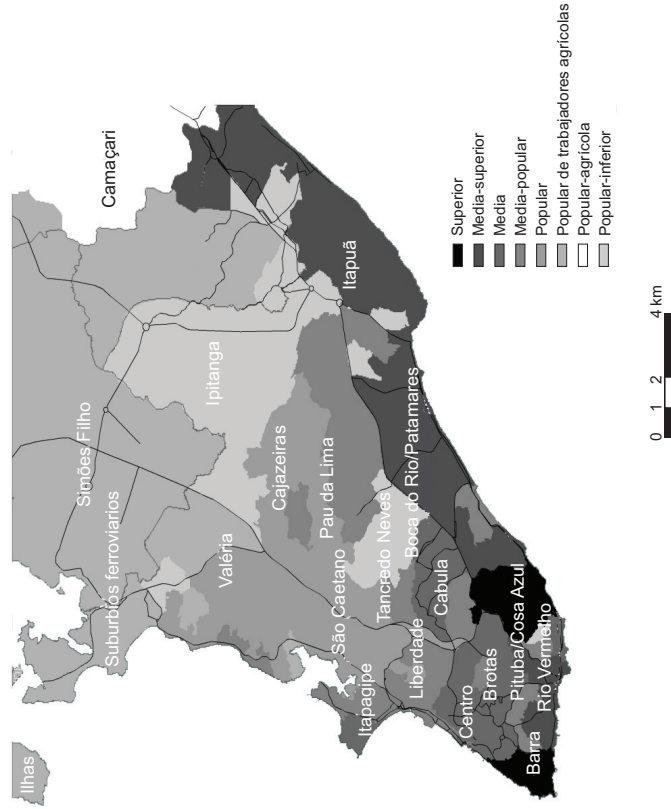 Ilhas
Camaçari
Simões Filho
Suburbios ferroviarios
Ipitanga
Valéria
Itapuã
Cajazeiras
Pau da Lima
São Caetano
Tancredo Neves
Boca do Rio/Patamares
Itapagipe
Liberdade
Cabula
Centro
Brotas
Pituba/Cosa Azul
Rio Vermelho
Barra
Superior
Media-superior
Media
Media-popular
Popular
Popular de trabajadores agrícolas
Popular-agrícola
Popular-inferior
0 1 2 4 km